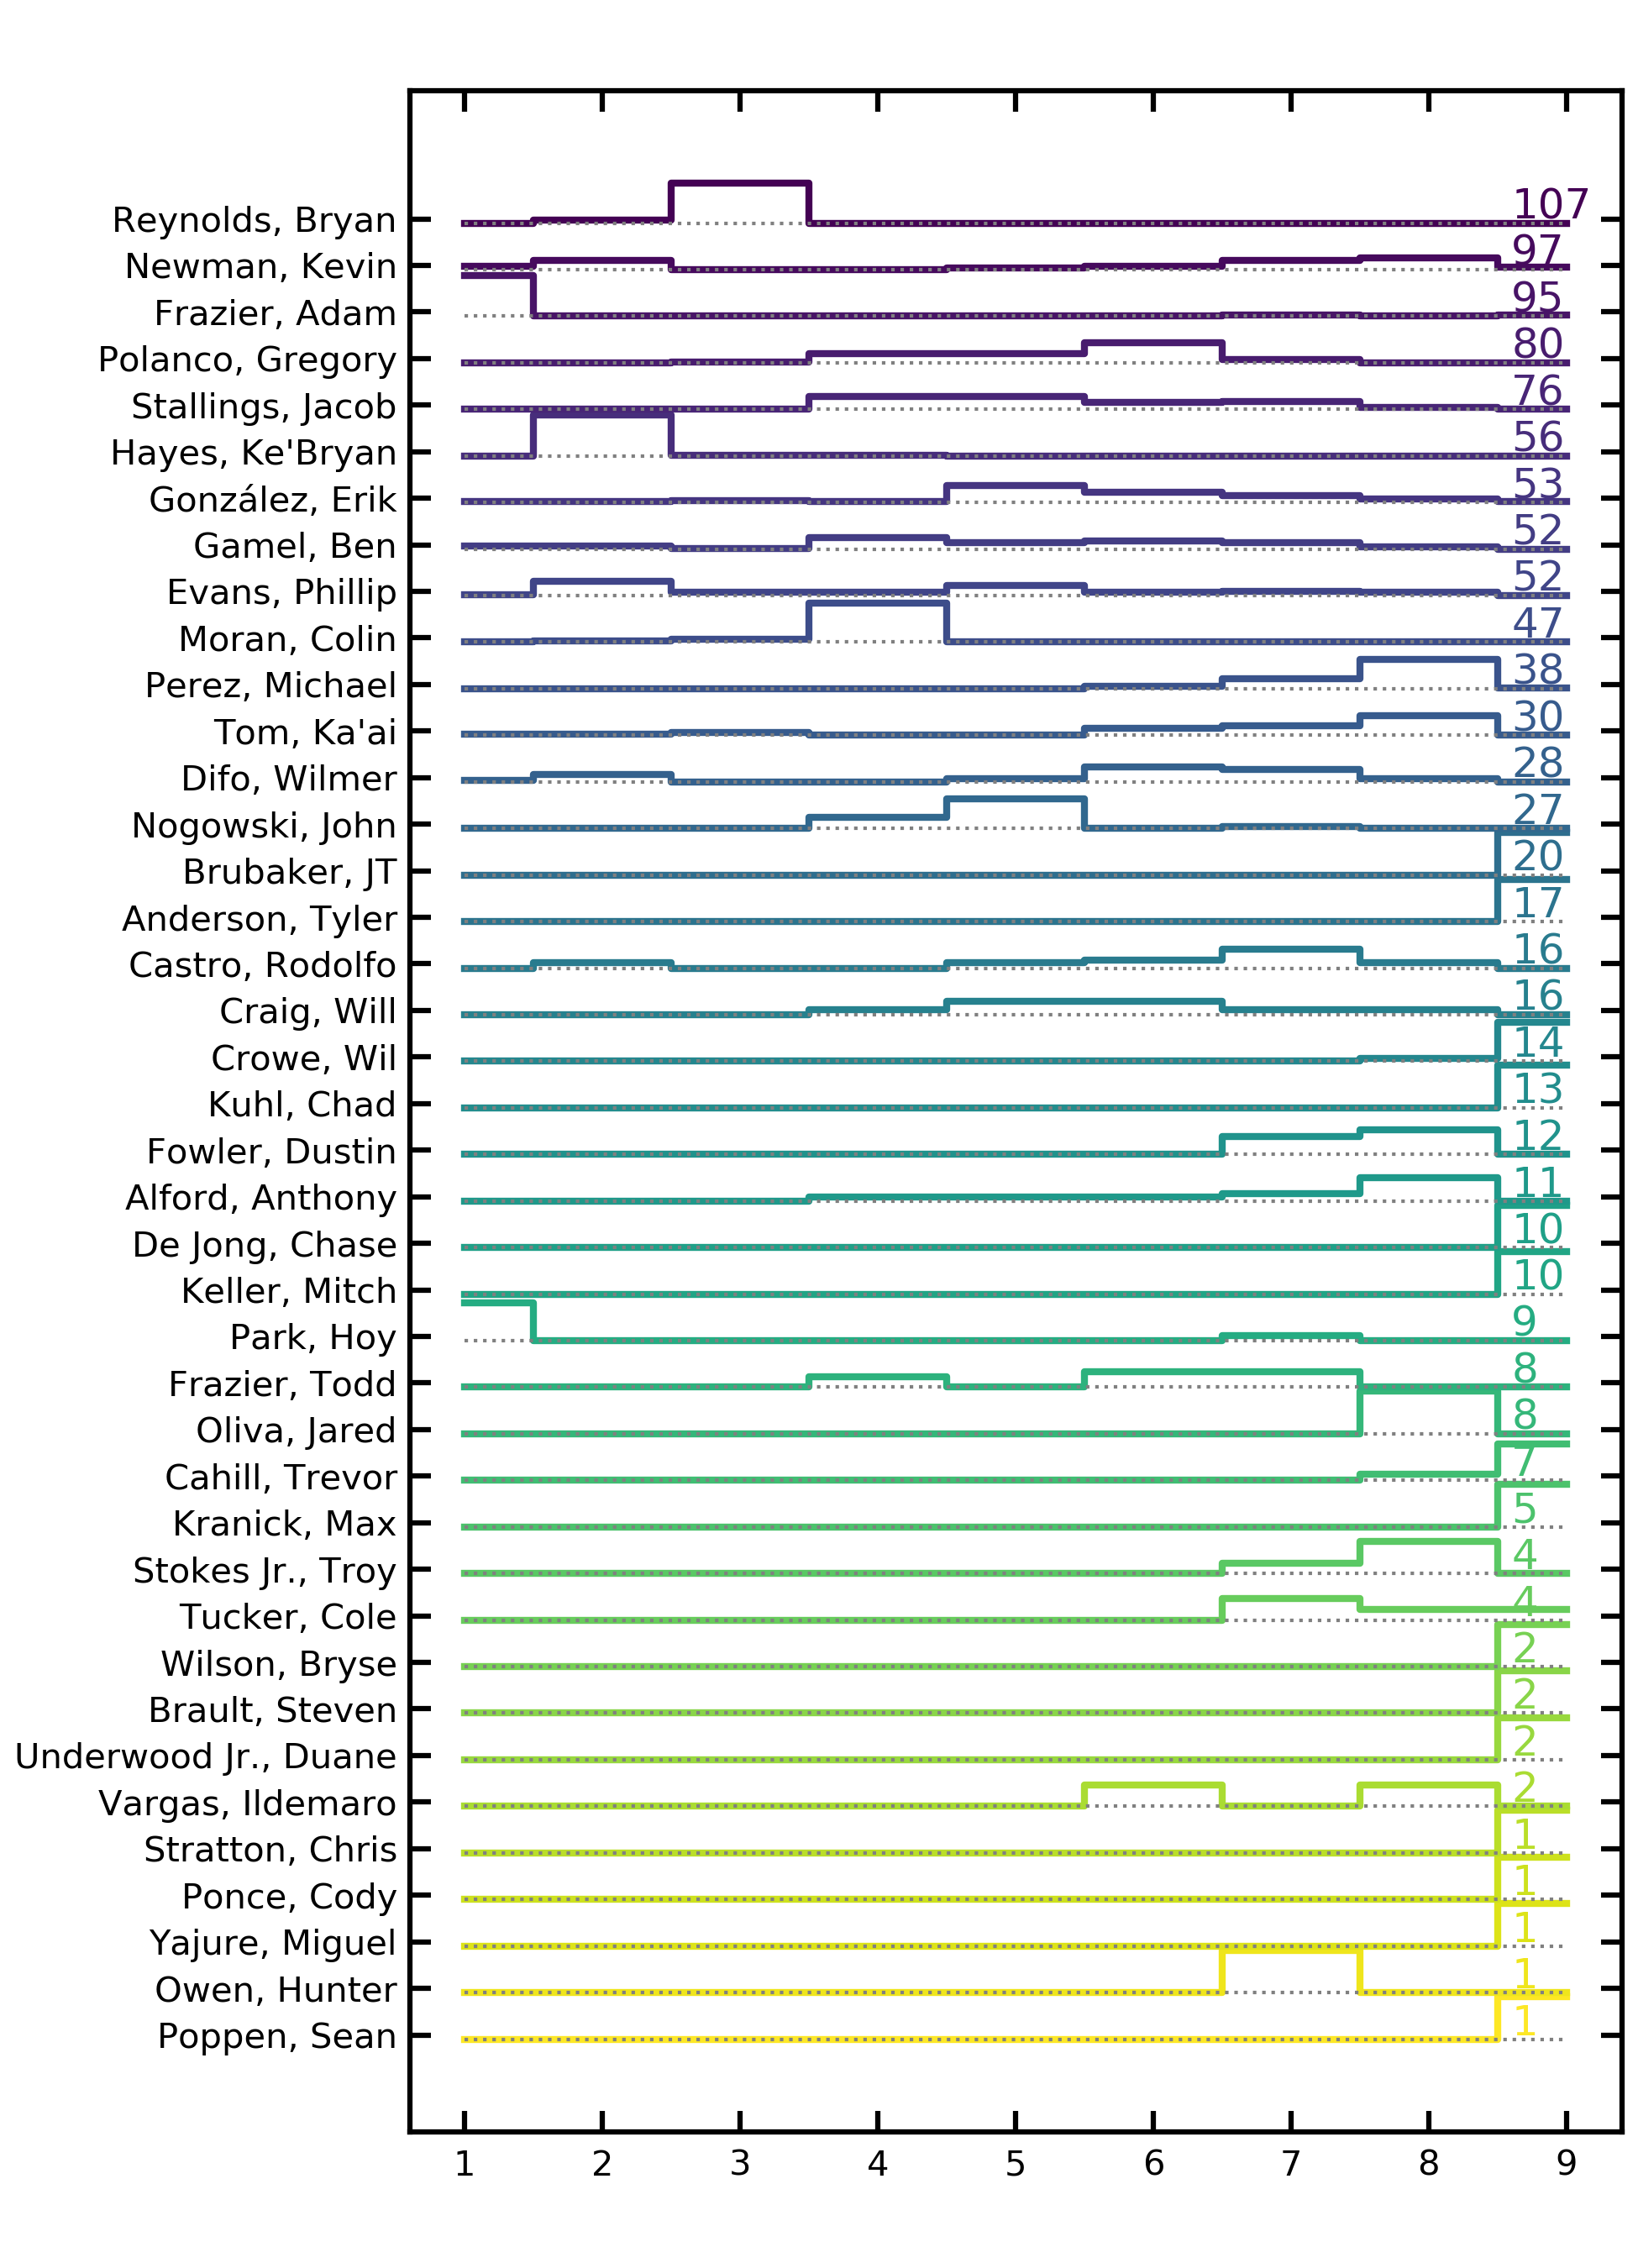 Reynolds, Bryan 107
Newman, Kevin 97
Frazier, Adam 95
Polanco, Gregory 80
Stallings, Jacob 76
Hayes, Ke'Bryan 56
González, Erik 53
Gamel, Ben 52
Evans, Phillip 52
Moran, Colin 47
Perez, Michael 38
Tom, Ka'ai 30
Difo, Wilmer 28
Nogowski, John 27
Brubaker, JT 20
Anderson, Tyler 17
Castro, Rodolfo 16
Craig, Will 16
Crowe, Wil 14
Kuhl, Chad 13
Fowler, Dustin 12
Alford, Anthony 11
De Jong, Chase 10
Keller, Mitch 10
Park, Hoy 9
Frazier, Todd 8
Oliva, Jared 8
Cahill, Trevor 7
Kranick, Max 5
Stokes Jr., Troy 4
Tucker, Cole 4
Wilson, Bryse 2
Brault, Steven 2
Underwood Jr., Duane 2
Vargas, Ildemaro 2
Stratton, Chris 1
Ponce, Cody 1
Yajure, Miguel 1
Owen, Hunter 1
Poppen, Sean 1
1 2 3 4 5 6 7 8 9